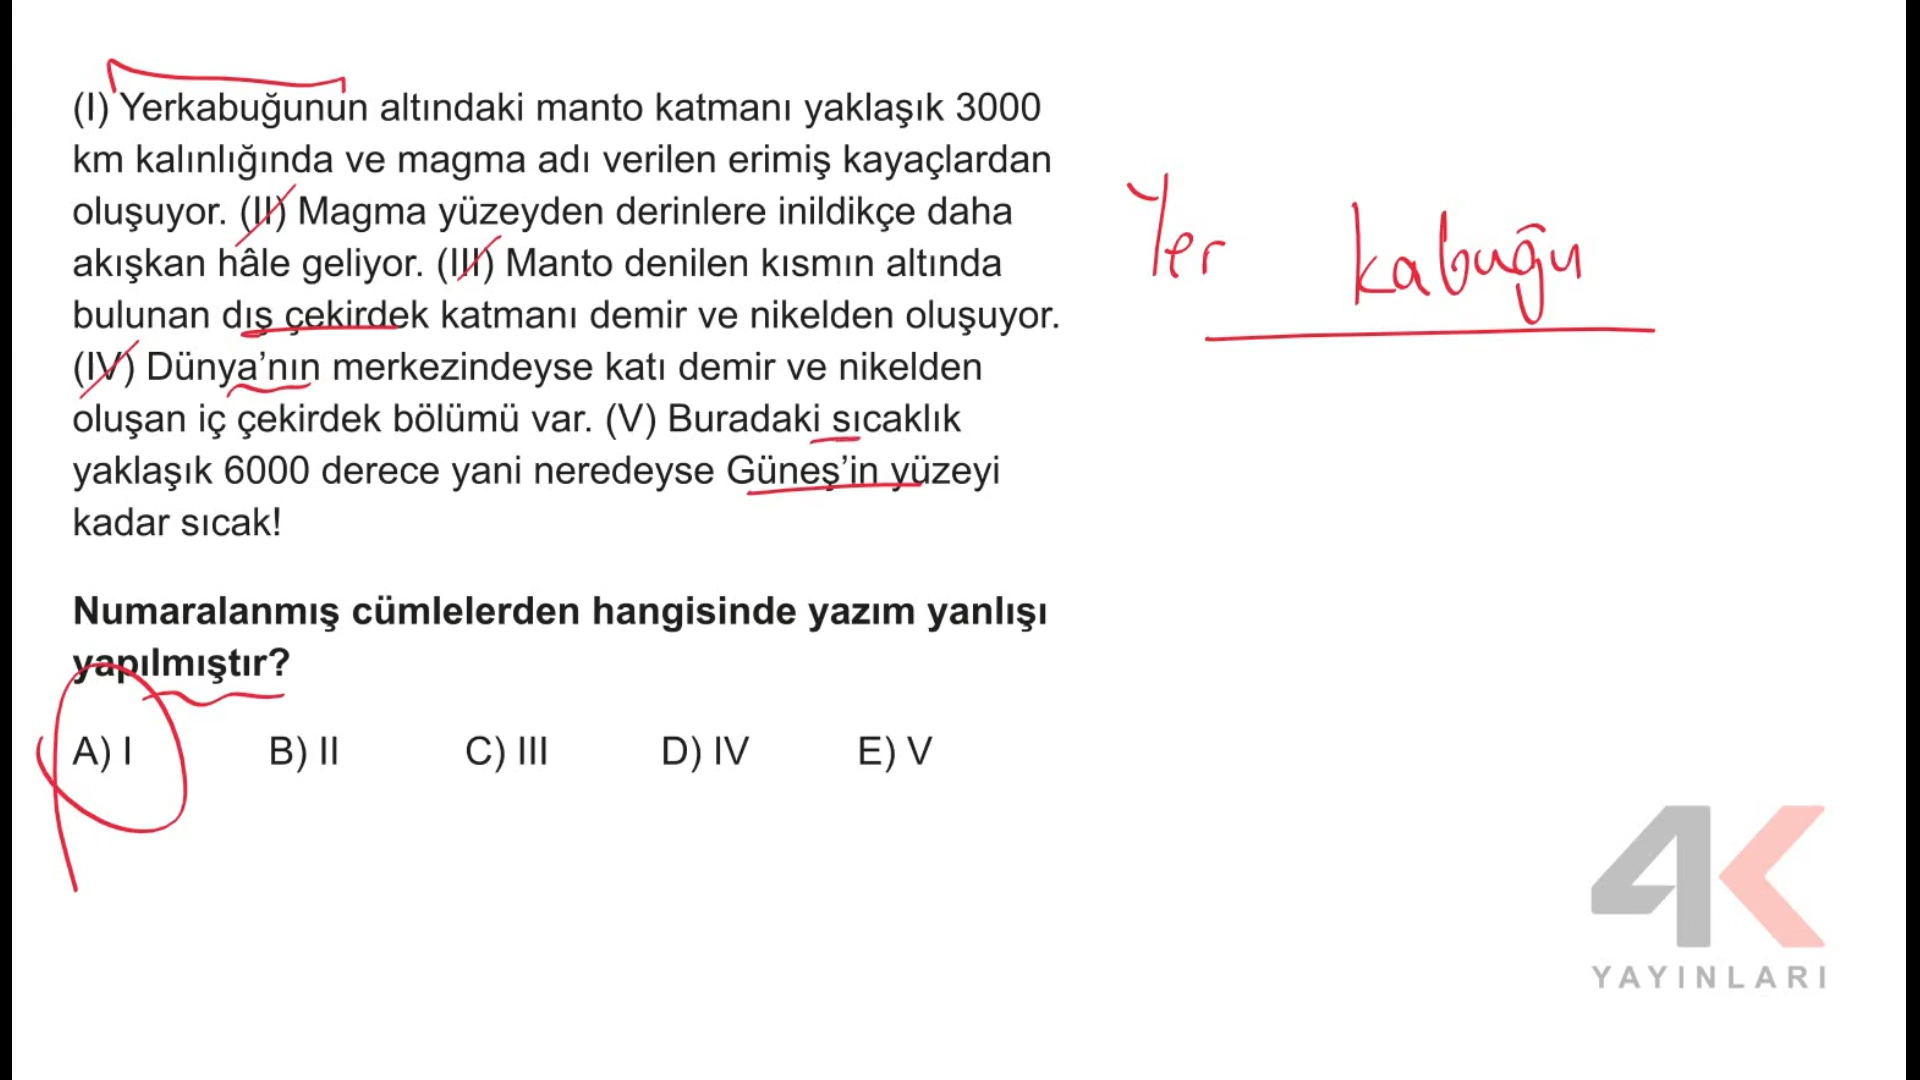 (I) Yerkabuğunun altındaki manto katmanı yaklaşık 3000
km kalınlığında ve magma adı verilen erimiş kayaçlardan
oluşuyor. (II) Magma yüzeyden derinlere inildikçe daha
akışkan hâle geliyor. (III) Manto denilen kısmın altında
bulunan dış çekirdek katmanı demir ve nikelden oluşuyor.
(IV) Dünya’nın merkezindeyse katı demir ve nikelden
oluşan iç çekirdek bölümü var. (V) Buradaki sıcaklık
yaklaşık 6000 derece yani neredeyse Güneş’in yüzeyi
kadar sıcak!
Numaralanmış cümlelerden hangisinde yazım yanlışı
yapılmıştır?
A) I B) II C) III D) IV E) V
Yer kabuğu
4K
YAYINLARI